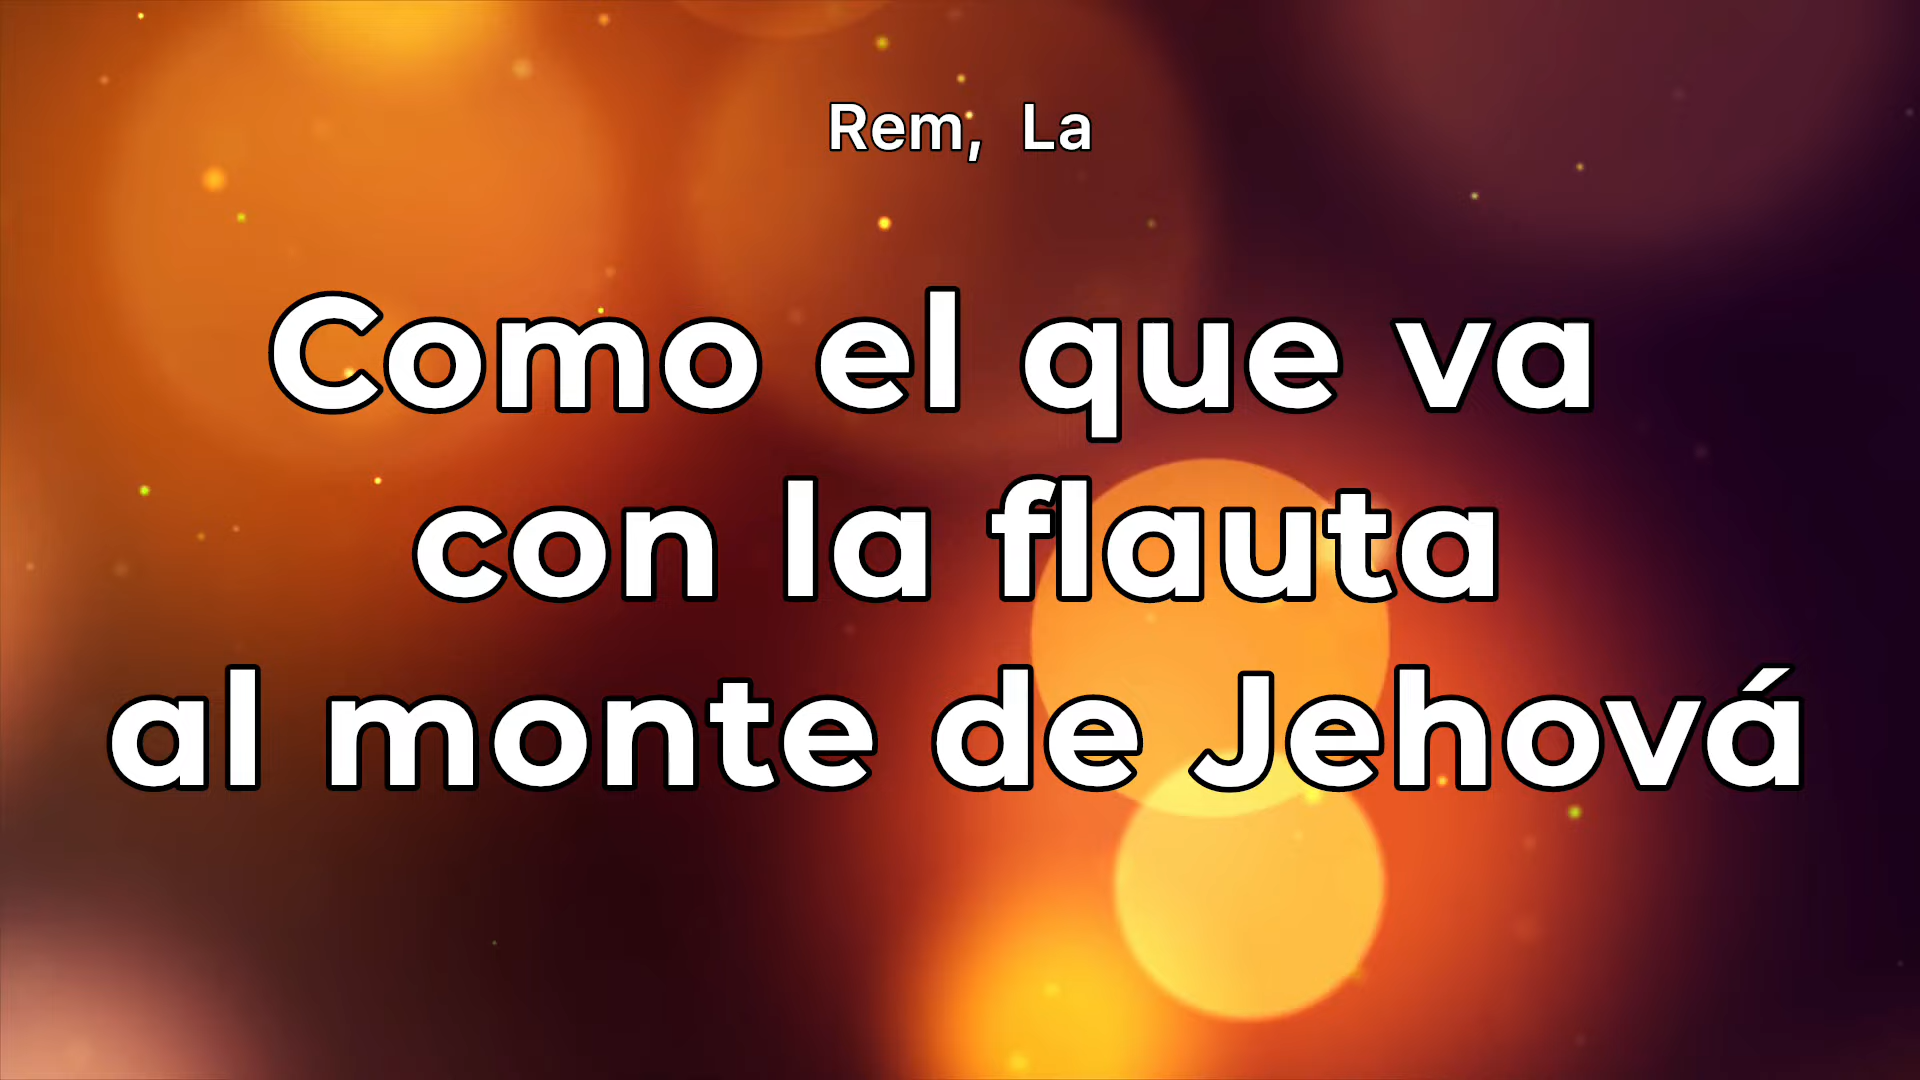 Rem, La
Como el que va
con la flauta
al monte de Jehová